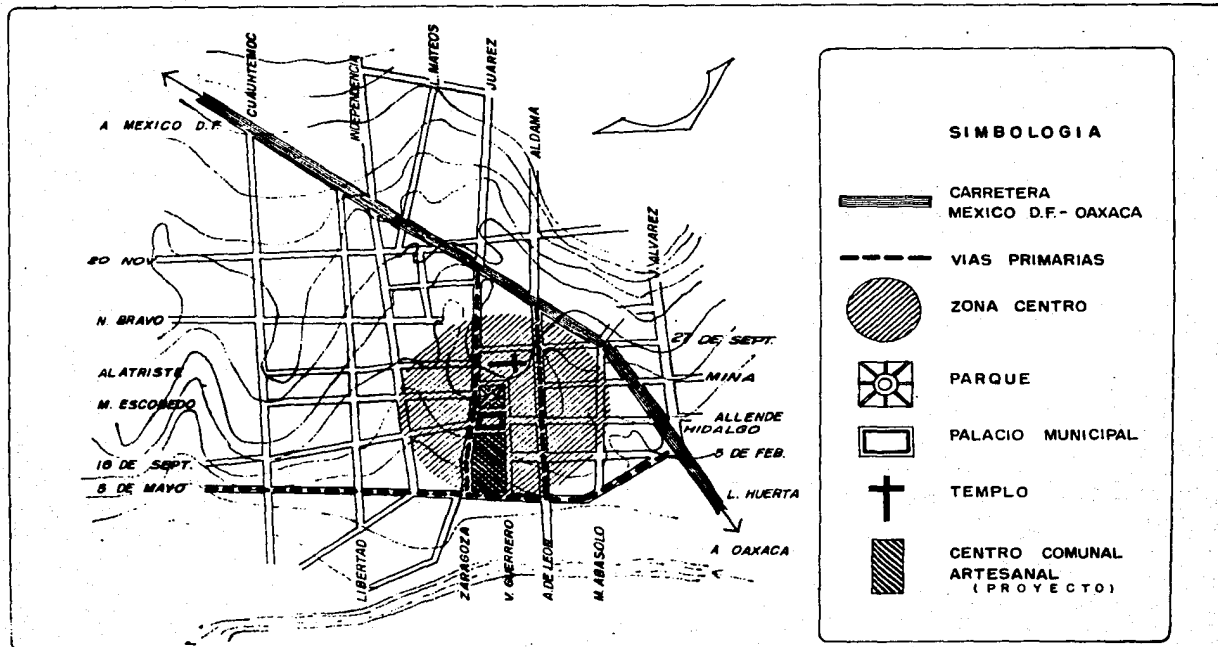 CUAUHTEMOC
INDEPENDENCIA
L. MATEOS
JUAREZ
ALDAMA
J. ALVAREZ
A MEXICO D.F.
20 NOV
N. BRAVO
ALATRISTE
M. ESCOBEDO
16 DE SEPT.
5 DE MAYO
27 DE SEPT.
MINA
ALLENDE
HIDALGO
5 DE FEB.
L. HUERTA
A OAXACA
LIBERTAD
ZARAGOZA
V. GUERRERO
A. DE LEON
M. ABASOLO
SIMBOLOGIA
CARRETERA
MEXICO D.F. - OAXACA
VIAS PRIMARIAS
ZONA CENTRO
PARQUE
PALACIO MUNICIPAL
TEMPLO
CENTRO COMUNAL
ARTESANAL
(PROYECTO)